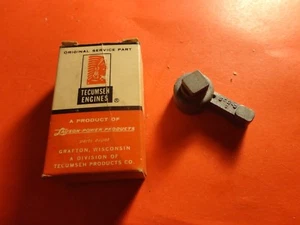 ORIGINAL SERVICE PART
TECUMSEH
ENGINES
®
A PRODUCT OF
POWER PRODUCTS
GRAFTON, WISCONSIN
A DIVISION OF
TECUMSEH PRODUCTS CO.